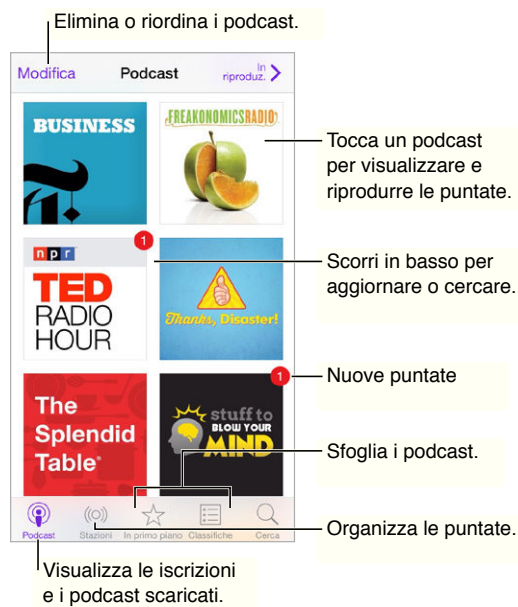 Elimina o riordina i podcast.
Modifica
Podcast
In
riproduz.
BUSINESS
FREAKONOMICS RADIO
Tocca un podcast
per visualizzare e
riprodurre le puntate.
1
npr
TED
RADIO
HOUR
Thanks, Disaster!
Scorri in basso per
aggiornare o cercare.
1
Nuove puntate
The
Splendid
Table®
stuff to
BLOW YOUR
MIND
Sfoglia i podcast.
Podcast
Stazioni
In primo piano
Classifiche
Cerca
Organizza le puntate.
Visualizza le iscrizioni
e i podcast scaricati.